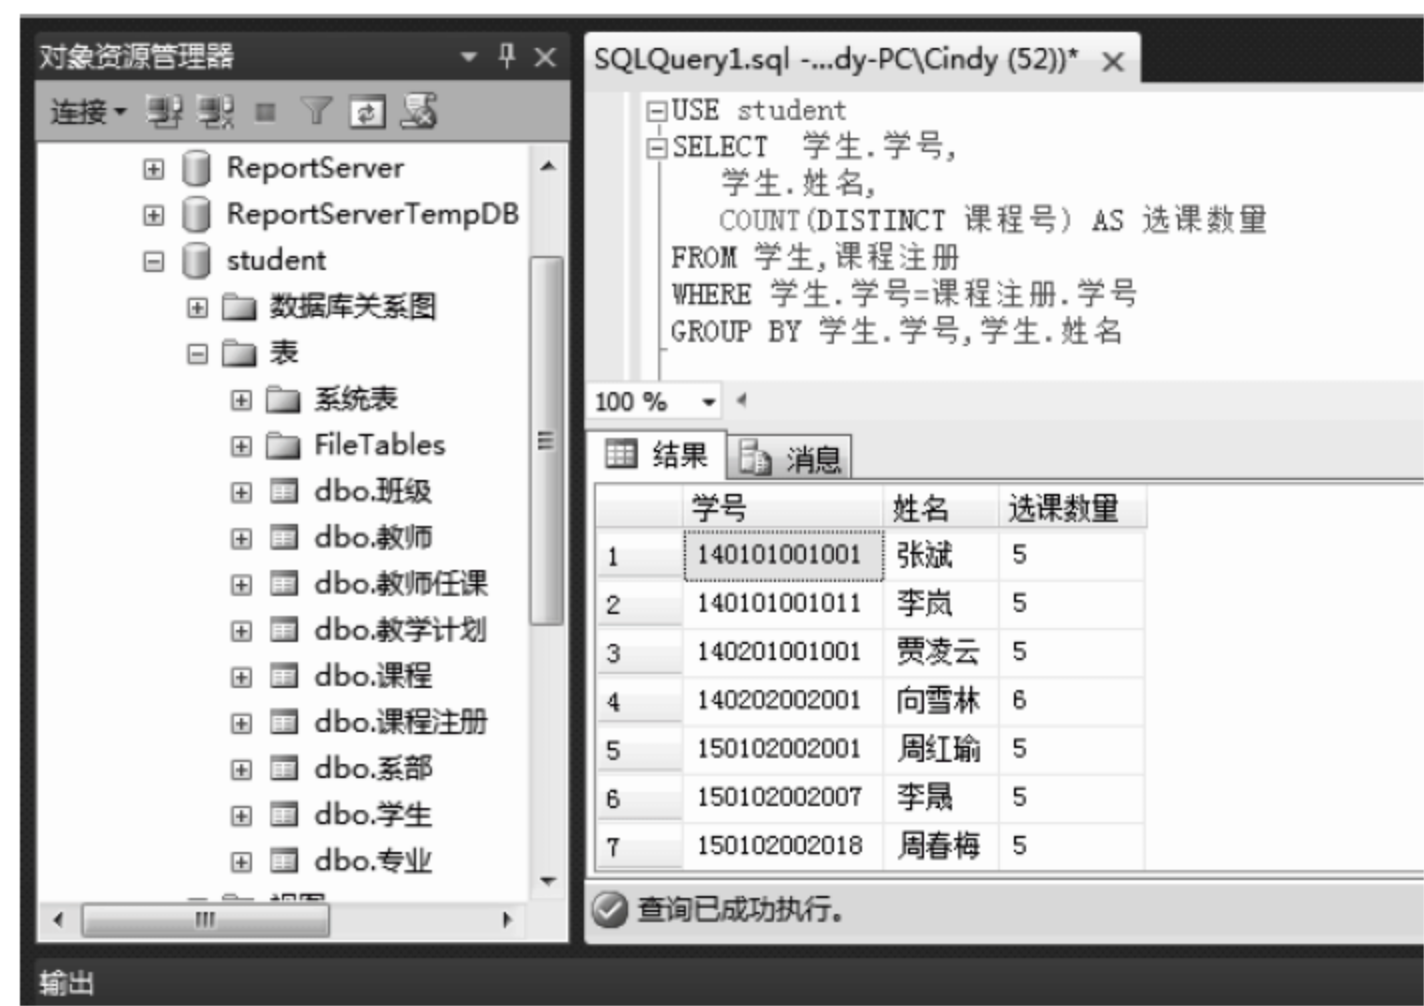 对象资源管理器
连接
ReportServer
ReportServerTempDB
student
数据库关系图
表
系统表
FileTables
dbo.班级
dbo.教师
dbo.教师任课
dbo.教学计划
dbo.课程
dbo.课程注册
dbo.系部
dbo.学生
dbo.专业
SQLQuery1.sql -...dy-PC\Cindy (52))*
USE student
SELECT 学生.学号,
学生.姓名,
COUNT(DISTINCT 课程号) AS 选课数量
FROM 学生,课程注册
WHERE 学生.学号=课程注册.学号
GROUP BY 学生.学号,学生.姓名
100 %
结果 消息
学号 姓名 选课数量
1 140101001001 张斌 5
2 140101001011 李岚 5
3 140201001001 贾凌云 5
4 140202002001 向雪林 6
5 150102002001 周红瑜 5
6 150102002007 李晟 5
7 150102002018 周春梅 5
查询已成功执行。
输出